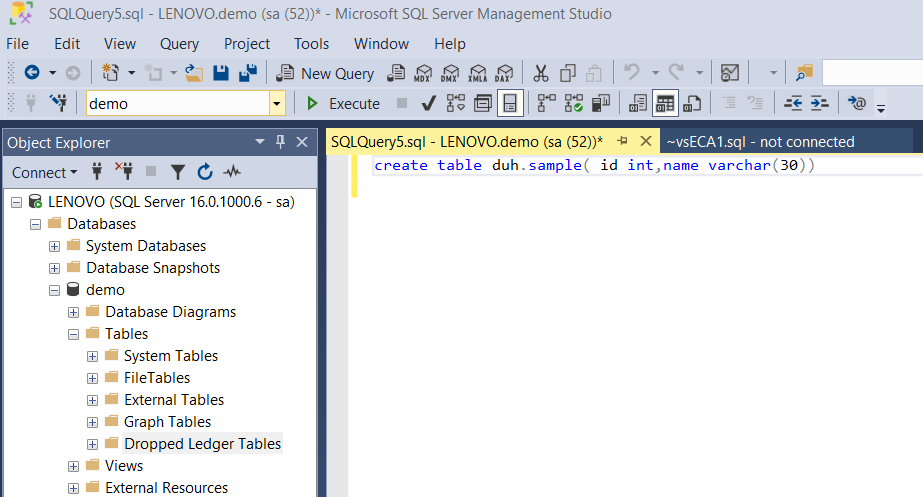 SQLQuery5.sql - LENOVO.demo (sa (52))* - Microsoft SQL Server Management Studio
File Edit View Query Project Tools Window Help
New Query MDX DMX XMLA DAX
demo Execute
Object Explorer
SQLQuery5.sql - LENOVO.demo (sa (52))* ~vsECA1.sql - not connected
create table duh.sample( id int,name varchar(30))
Connect
LENOVO (SQL Server 16.0.1000.6 - sa)
Databases
System Databases
Database Snapshots
demo
Database Diagrams
Tables
System Tables
FileTables
External Tables
Graph Tables
Dropped Ledger Tables
Views
External Resources